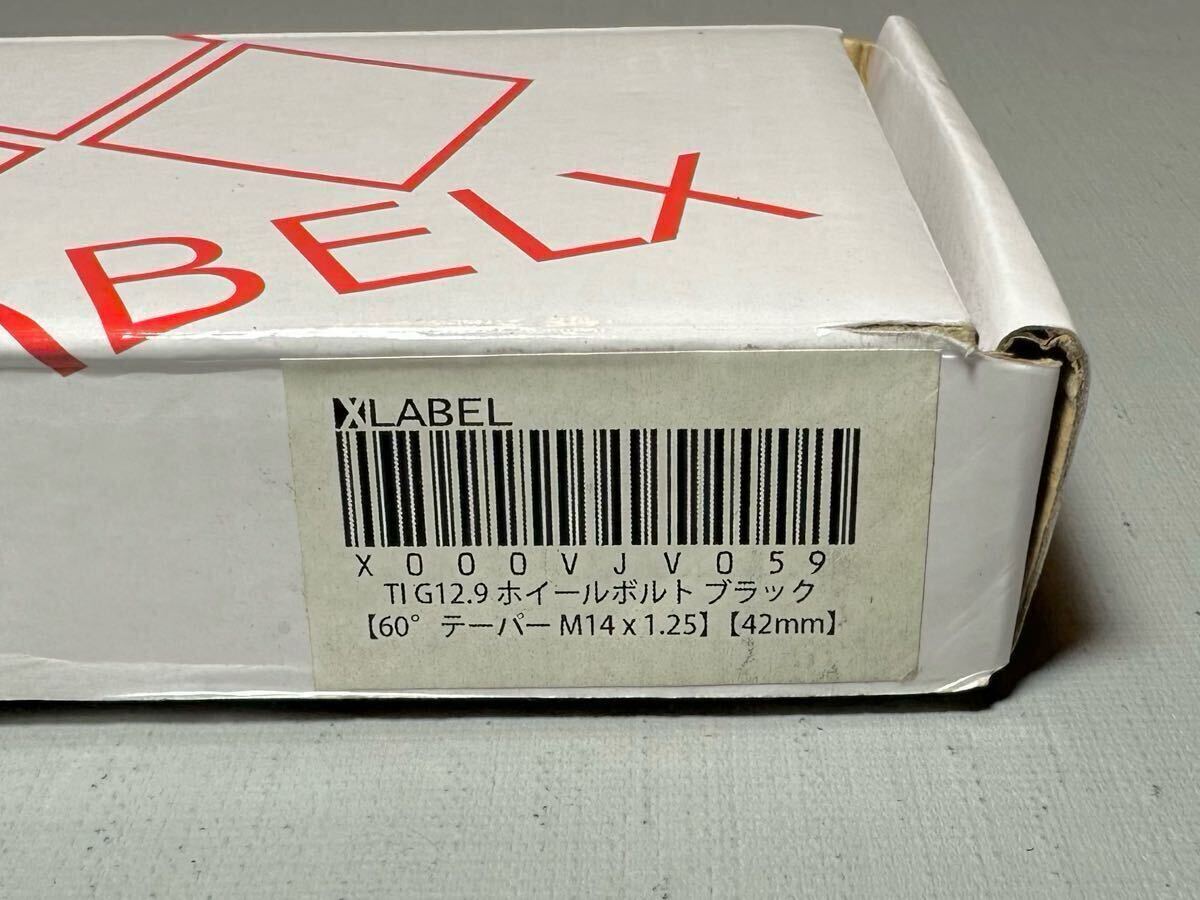 ABELX
XLABEL
X000VJV059
TI G12.9 ホイールボルト ブラック
【60° テーパー M14 x 1.25】【42mm】